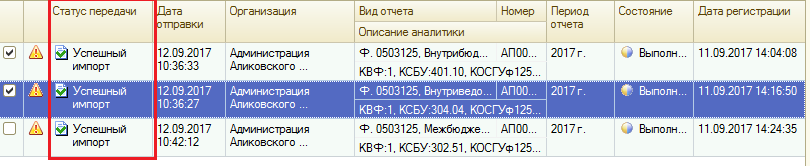 Статус передачи Дата отправки Организация Вид отчета Номер Период отчета Состояние Дата регистрации
Описание аналитики
Успешный импорт 12.09.2017 10:36:33 Администрация Аликовского ... Ф. 0503125, Внутрибюд... АП00... 2017 г. Выполн... 11.09.2017 14:04:08
КВФ:1, КСБУ:401.10, КОСГУф125...
Успешный импорт 12.09.2017 10:36:27 Администрация Аликовского ... Ф. 0503125, Внутриведо... АП00... 2017 г. Выполн... 11.09.2017 14:16:50
КВФ:1, КСБУ:304.04, КОСГУф125...
Успешный импорт 12.09.2017 10:42:12 Администрация Аликовского ... Ф. 0503125, Межбюдже... АП00... 2017 г. Выполн... 11.09.2017 14:24:35
КВФ:1, КСБУ:302.51, КОСГУф125...